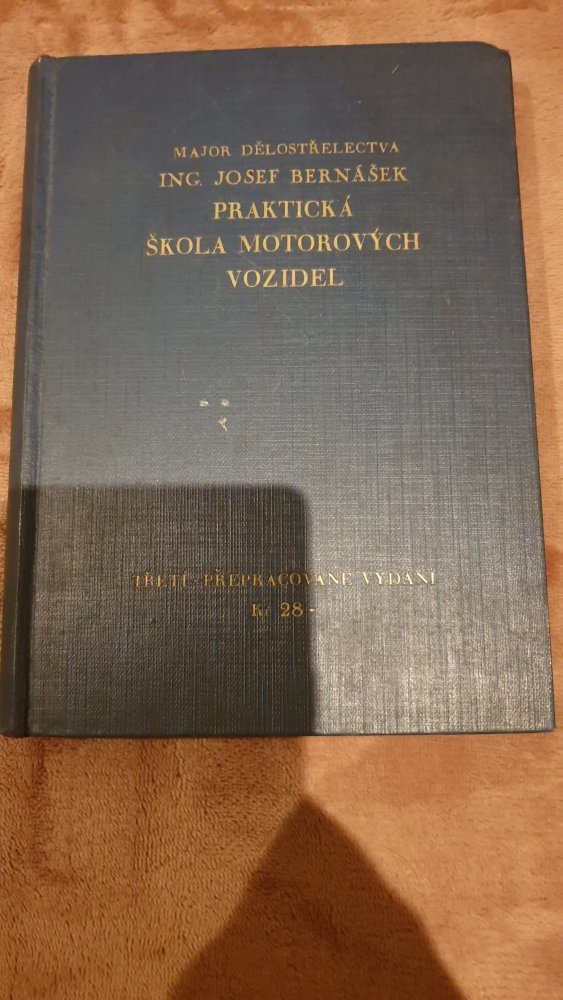 MAJOR DĚLOSTŘELECTVA
ING. JOSEF BERNÁŠEK
PRAKTICKÁ
ŠKOLA MOTOROVÝCH
VOZIDEL
TŘETÍ - PŘEPRACOVANÉ VYDÁNÍ
Kč 28 -